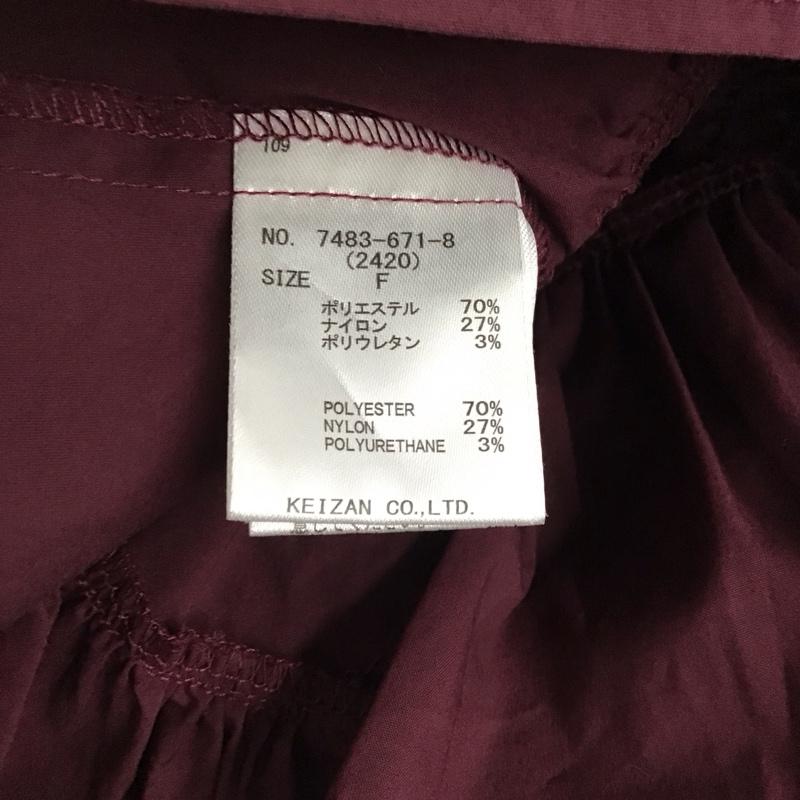 109
NO. 7483-671-8
(2420)
SIZE F
ポリエステル 70%
ナイロン 27%
ポリウレタン 3%
POLYESTER 70%
NYLON 27%
POLYURETHANE 3%
KEIZAN CO.,LTD.